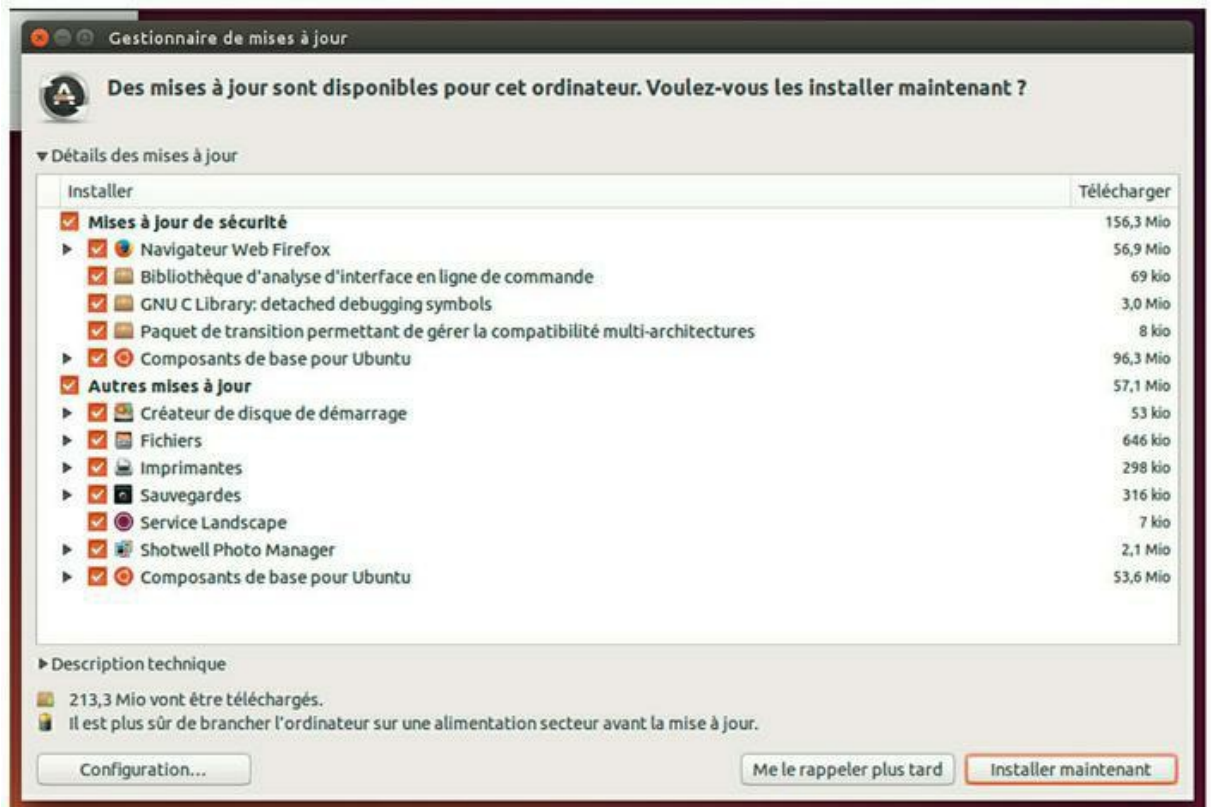 Gestionnaire de mises à jour
Des mises à jour sont disponibles pour cet ordinateur. Voulez-vous les installer maintenant ?
Détails des mises à jour
Installer Télécharger
Mises à jour de sécurité 156,3 Mio
Navigateur Web Firefox 56,9 Mio
Bibliothèque d'analyse d'interface en ligne de commande 69 kio
GNU C Library: detached debugging symbols 3,0 Mio
Paquet de transition permettant de gérer la compatibilité multi-architectures 8 kio
Composants de base pour Ubuntu 96,3 Mio
Autres mises à jour 57,1 Mio
Créateur de disque de démarrage 53 kio
Fichiers 646 kio
Imprimantes 298 kio
Sauvegardes 316 kio
Service Landscape 7 kio
Shotwell Photo Manager 2,1 Mio
Composants de base pour Ubuntu 53,6 Mio
Description technique
213,3 Mio vont être téléchargés.
Il est plus sûr de brancher l'ordinateur sur une alimentation secteur avant la mise à jour.
Configuration... Me le rappeler plus tard Installer maintenant